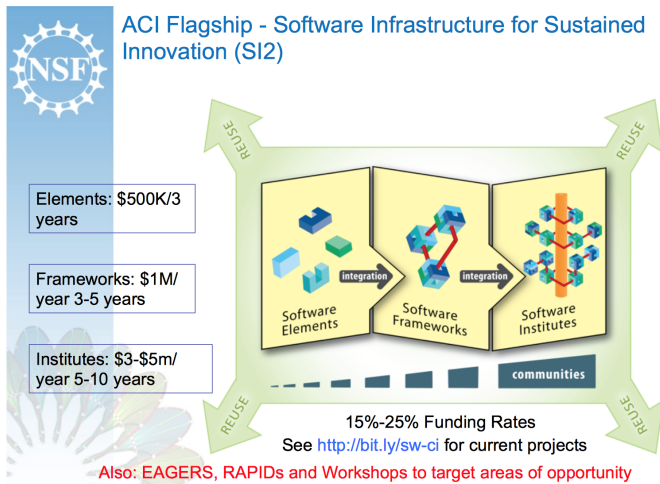 ACI Flagship - Software Infrastructure for Sustained
Innovation (SI2)
NSF
REUSE
REUSE
Elements: $500K/3
years
Frameworks: $1M/
year 3-5 years
Institutes: $3-$5m/
year 5-10 years
integration
integration
Software
Elements
Software
Frameworks
Software
Institutes
communities
REUSE
REUSE
15%-25% Funding Rates
See http://bit.ly/sw-ci for current projects
Also: EAGERS, RAPIDs and Workshops to target areas of opportunity